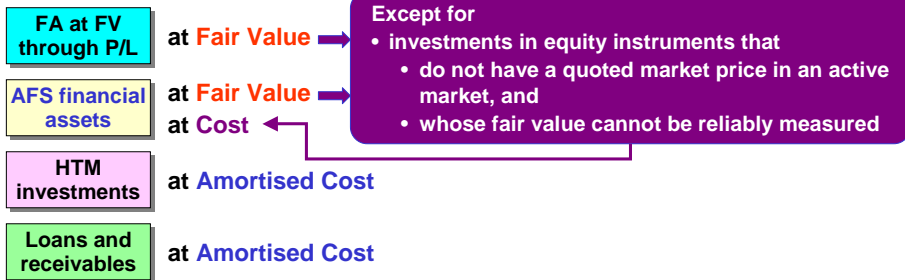 FA at FV
through P/L
at Fair Value
AFS financial
assets
at Fair Value
at Cost
Except for
• investments in equity instruments that
• do not have a quoted market price in an active
market, and
• whose fair value cannot be reliably measured
HTM
investments
at Amortised Cost
Loans and
receivables
at Amortised Cost